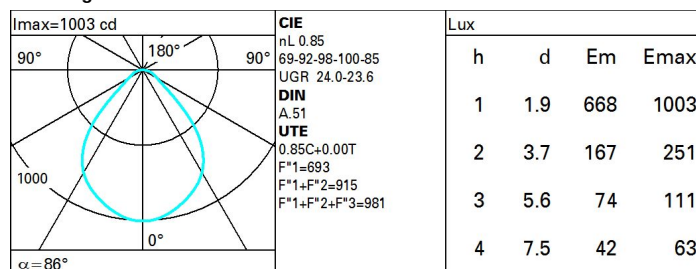 Imax=1003 cd
90° 180° 90°
1000
0°
α=86°
CIE
nL 0.85
69-92-98-100-85
UGR 24.0-23.6
DIN
A.51
UTE
0.85C+0.00T
F"1=693
F"1+F"2=915
F"1+F"2+F"3=981
Lux
h d Em Emax
1 1.9 668 1003
2 3.7 167 251
3 5.6 74 111
4 7.5 42 63